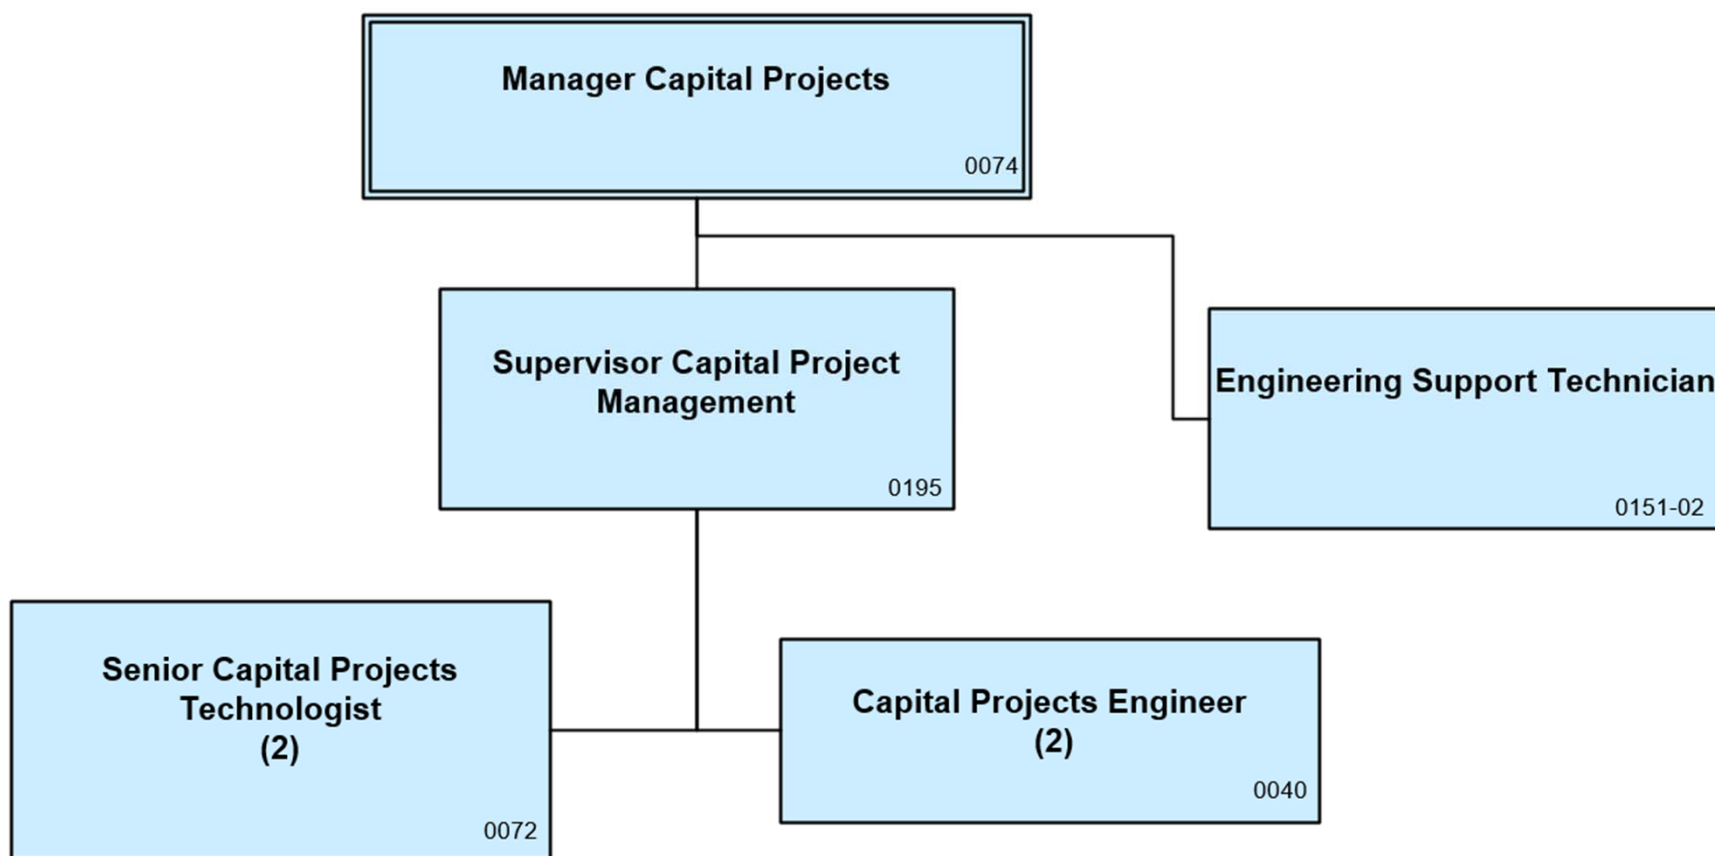 Manager Capital Projects
0074
Supervisor Capital Project
Management
0195
Engineering Support Technician
0151-02
Senior Capital Projects
Technologist
(2)
0072
Capital Projects Engineer
(2)
0040